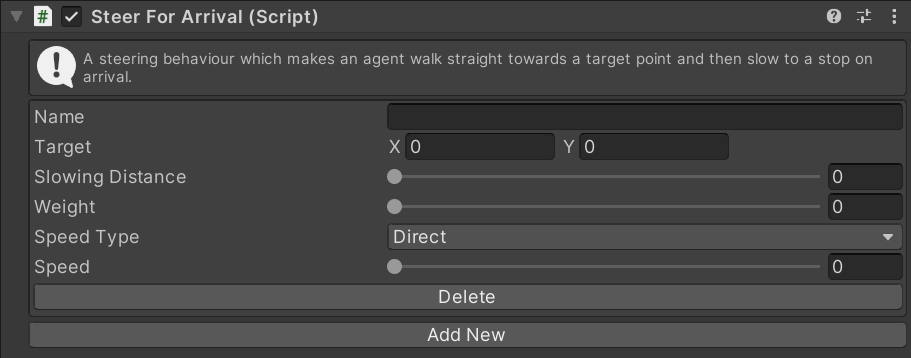 Steer For Arrival (Script)
A steering behaviour which makes an agent walk straight towards a target point and then slow to a stop on
arrival.
Name
Target X 0 Y 0
Slowing Distance 0
Weight 0
Speed Type Direct
Speed 0
Delete
Add New